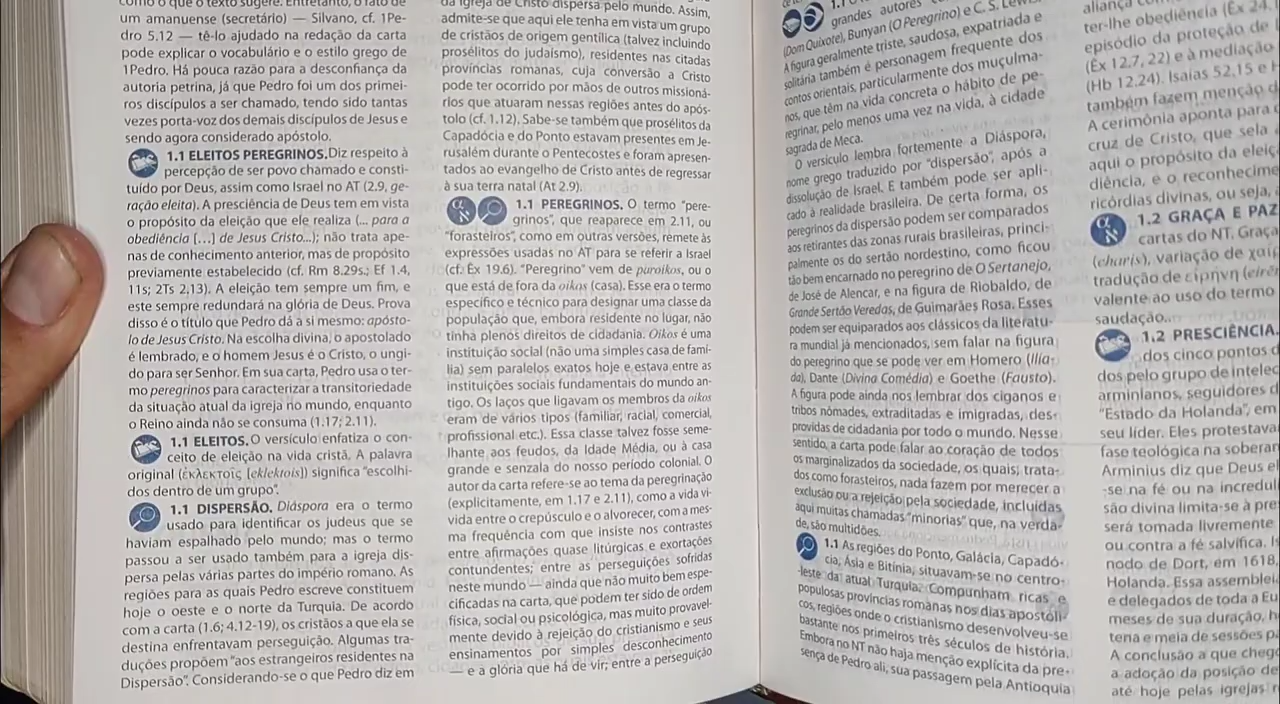 como o que o texto sugere. Entretanto, o fato de
um amanuense (secretário) — Silvano, cf. 1Pe-
dro 5.12 — tê-lo ajudado na redação da carta
pode explicar o vocabulário e o estilo grego de
1Pedro. Há pouca razão para a desconfiança da
autoria petrina, já que Pedro foi um dos primei-
ros discípulos a ser chamado, tendo sido tantas
vezes porta-voz dos demais discípulos de Jesus e
sendo agora considerado apóstolo.
1.1 ELEITOS PEREGRINOS. Diz respeito à
percepção de ser povo chamado e consti-
tuído por Deus, assim como Israel no AT (2.9, ge-
ração eleita). A presciência de Deus tem em vista
o propósito da eleição que ele realiza (... para a
obediência [...] de Jesus Cristo...); não trata ape-
nas de conhecimento anterior, mas de propósito
previamente estabelecido (cf. Rm 8.29s.; Ef 1.4,
11s; 2Ts 2.13). A eleição tem sempre um fim, e
este sempre redundará na glória de Deus. Prova
disso é o título que Pedro dá a si mesmo: apósto-
lo de Jesus Cristo. Na escolha divina, o apostolado
é lembrado, e o homem Jesus é o Cristo, o ungi-
do para ser Senhor. Em sua carta, Pedro usa o ter-
mo peregrinos para caracterizar a transitoriedade
da situação atual da igreja no mundo, enquanto
o Reino ainda não se consuma (1.17; 2.11).
1.1 ELEITOS. O versículo enfatiza o con-
ceito de eleição na vida cristã. A palavra
original (ἐκλεκτοῖς [eklektois]) significa "escolhi-
dos dentro de um grupo".
1.1 DISPERSÃO. Diáspora era o termo
usado para identificar os judeus que se
haviam espalhado pelo mundo; mas o termo
passou a ser usado também para a igreja dis-
persa pelas várias partes do império romano. As
regiões para as quais Pedro escreve constituem
hoje o oeste e o norte da Turquia. De acordo
com a carta (1.6; 4.12-19), os cristãos a que ela se
destina enfrentavam perseguição. Algumas tra-
duções propõem "aos estrangeiros residentes na
Dispersão". Considerando-se o que Pedro diz em
da igreja de Cristo dispersa pelo mundo. Assim,
admite-se que aqui ele tenha em vista um grupo
de cristãos de origem gentílica (talvez incluindo
prosélitos do judaísmo), residentes nas citadas
províncias romanas, cuja conversão a Cristo
pode ter ocorrido por mãos de outros missioná-
rios que atuaram nessas regiões antes do após-
tolo (cf. 1.12). Sabe-se também que prosélitos da
Capadócia e do Ponto estavam presentes em Je-
rusalém durante o Pentecostes e foram apresen-
tados ao evangelho de Cristo antes de regressar
à sua terra natal (At 2.9).
1.1 PEREGRINOS. O termo "pere-
grinos", que reaparece em 2.11, ou
"forasteiros", como em outras versões, remete às
expressões usadas no AT para se referir a Israel
(cf. Êx 19.6). "Peregrino" vem de paroikos, ou o
que está de fora da oikos (casa). Esse era o termo
específico e técnico para designar uma classe da
população que, embora residente no lugar, não
tinha plenos direitos de cidadania. Oikos é uma
instituição social (não uma simples casa de famí-
lia) sem paralelos exatos hoje e estava entre as
instituições sociais fundamentais do mundo an-
tigo. Os laços que ligavam os membros da oikos
eram de vários tipos (familiar, racial, comercial,
profissional etc.). Essa classe talvez fosse seme-
lhante aos feudos, da Idade Média, ou à casa
grande e senzala do nosso período colonial. O
autor da carta refere-se ao tema da peregrinação
(explicitamente, em 1.17 e 2.11), como a vida vi-
vida entre o crepúsculo e o alvorecer, com a mes-
ma frequência com que insiste nos contrastes
entre afirmações quase litúrgicas e exortações
contundentes; entre as perseguições sofridas
neste mundo — ainda que não muito bem espe-
cificadas na carta, que podem ter sido de ordem
física, social ou psicológica, mas muito provavel-
mente devido à rejeição do cristianismo e seus
ensinamentos por simples desconhecimento
— e a glória que há de vir; entre a perseguição
grandes autores
(Dom Quixote), Bunyan (O Peregrino) e C. S. Lewis
A figura geralmente triste, saudosa, expatriada e
solitária também é personagem frequente dos
contos orientais, particularmente dos muçulma-
nos, que têm na vida concreta o hábito de pe-
regrinar, pelo menos uma vez na vida, à cidade
sagrada de Meca.
O versículo lembra fortemente a Diáspora,
nome grego traduzido por "dispersão", após a
dissolução de Israel. E também pode ser apli-
cado à realidade brasileira. De certa forma, os
peregrinos da dispersão podem ser comparados
aos retirantes das zonas rurais brasileiras, princi-
palmente os do sertão nordestino, como ficou
tão bem encarnado no peregrino de O Sertanejo,
de José de Alencar, e na figura de Riobaldo, de
Grande Sertão Veredas, de Guimarães Rosa. Esses
podem ser equiparados aos clássicos da literatu-
ra mundial já mencionados, sem falar na figura
do peregrino que se pode ver em Homero (Ilía-
da), Dante (Divina Comédia) e Goethe (Fausto).
A figura pode ainda nos lembrar dos ciganos e
tribos nômades, extraditadas e imigradas, des-
providas de cidadania por todo o mundo. Nesse
sentido, a carta pode falar ao coração de todos
os marginalizados da sociedade, os quais, trata-
dos como forasteiros, nada fazem por merecer a
exclusão ou a rejeição pela sociedade, incluídas
aqui muitas chamadas "minorias" que, na verda-
de, são multidões.
1.1 As regiões do Ponto, Galácia, Capadó-
cia, Ásia e Bitínia, situavam-se no centro-
-leste da atual Turquia. Compunham ricas e
populosas províncias romanas nos dias apostóli-
cos, regiões onde o cristianismo desenvolveu-se
bastante nos primeiros três séculos de história.
Embora no NT não haja menção explícita da pre-
sença de Pedro ali, sua passagem pela Antioquia
aliança
ter-lhe obediência (Êx 24.
episódio da proteção de
(Êx 12.7, 22) e à mediação
(Hb 12.24). Isaías 52.15 e
também fazem menção d
A cerimônia aponta para
cruz de Cristo, que sela
aqui o propósito da eleiç
diência, e o reconhecime
ricórdias divinas, ou seja,
1.2 GRAÇA E PAZ
cartas do NT. Graça
(charis), variação de
tradução de εἰρήνη
valente ao uso do termo
saudação.
1.2 PRESCIÊNCIA.
dos cinco pontos d
dos pelo grupo de intelec
arminianos, seguidores d
"Estado da Holanda", em
seu líder. Eles protestava
fase teológica na soberan
Arminius diz que Deus el
-se na fé ou na incredul
são divina limita-se à pre
será tomada livremente
ou contra a fé salvífica. Is
nodo de Dort, em 1618,
Holanda. Essa assemblei
e delegados de toda a Eu
meses de sua duração, h
tena e meia de sessões pa
A conclusão a que chego
a adoção da posição de
até hoje pelas igrejas r